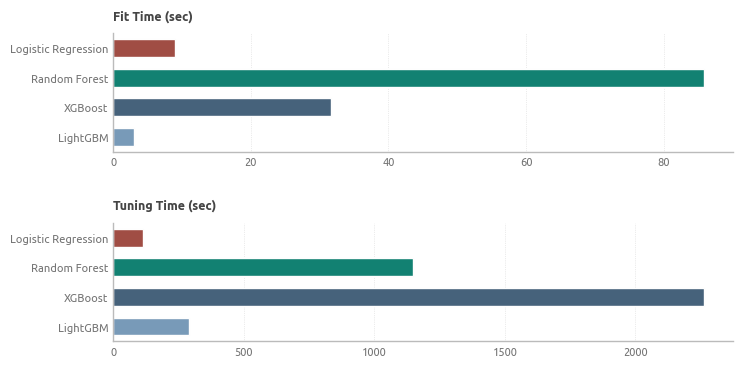 Fit Time (sec)
Logistic Regression
Random Forest
XGBoost
LightGBM
0 20 40 60 80
Tuning Time (sec)
Logistic Regression
Random Forest
XGBoost
LightGBM
0 500 1000 1500 2000